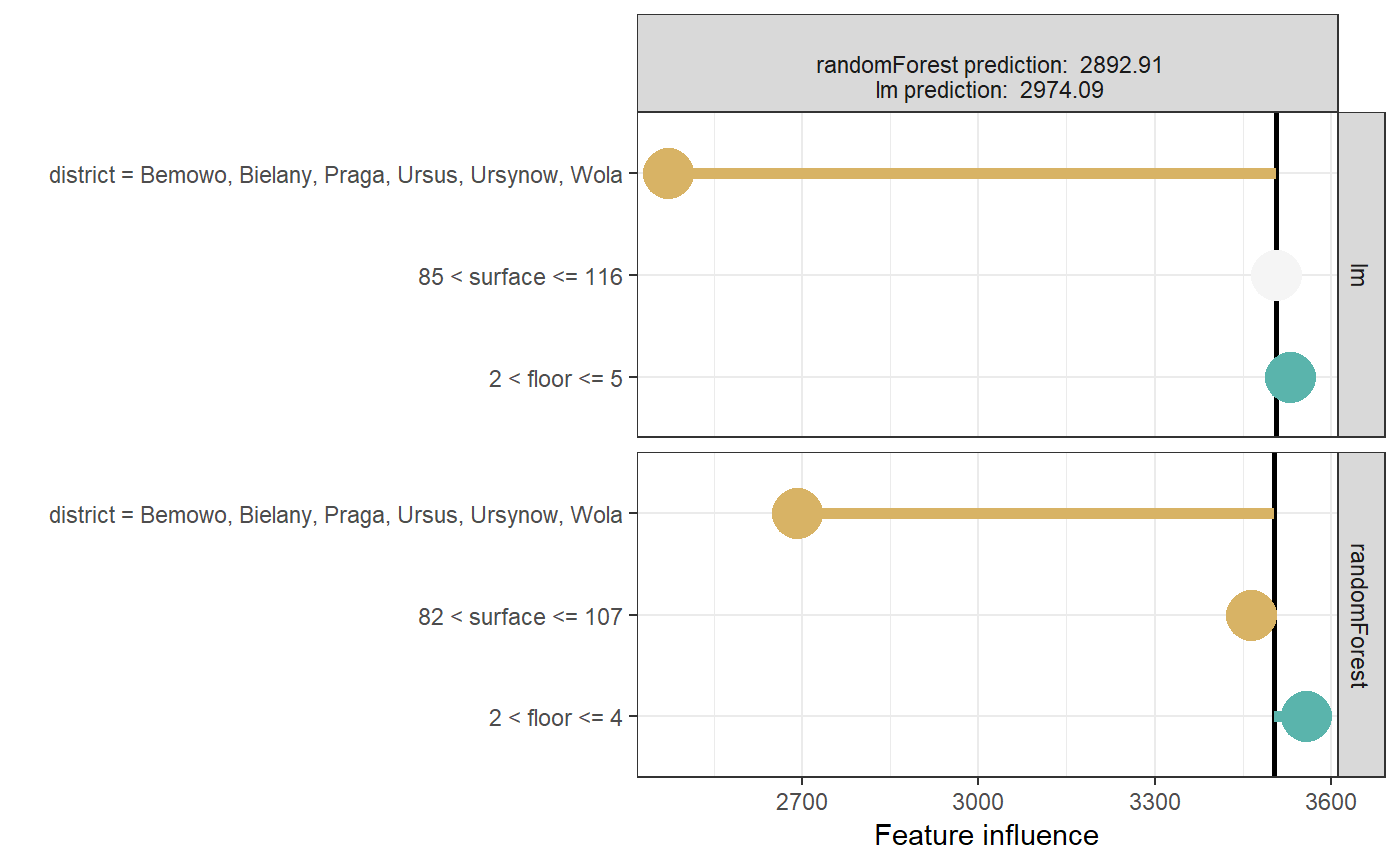 randomForest prediction:  2892.91
lm prediction:  2974.09
district = Bemowo, Bielany, Praga, Ursus, Ursynow, Wola
85 < surface <= 116
2 < floor <= 5
lm
district = Bemowo, Bielany, Praga, Ursus, Ursynow, Wola
82 < surface <= 107
2 < floor <= 4
randomForest
2700 3000 3300 3600
Feature influence